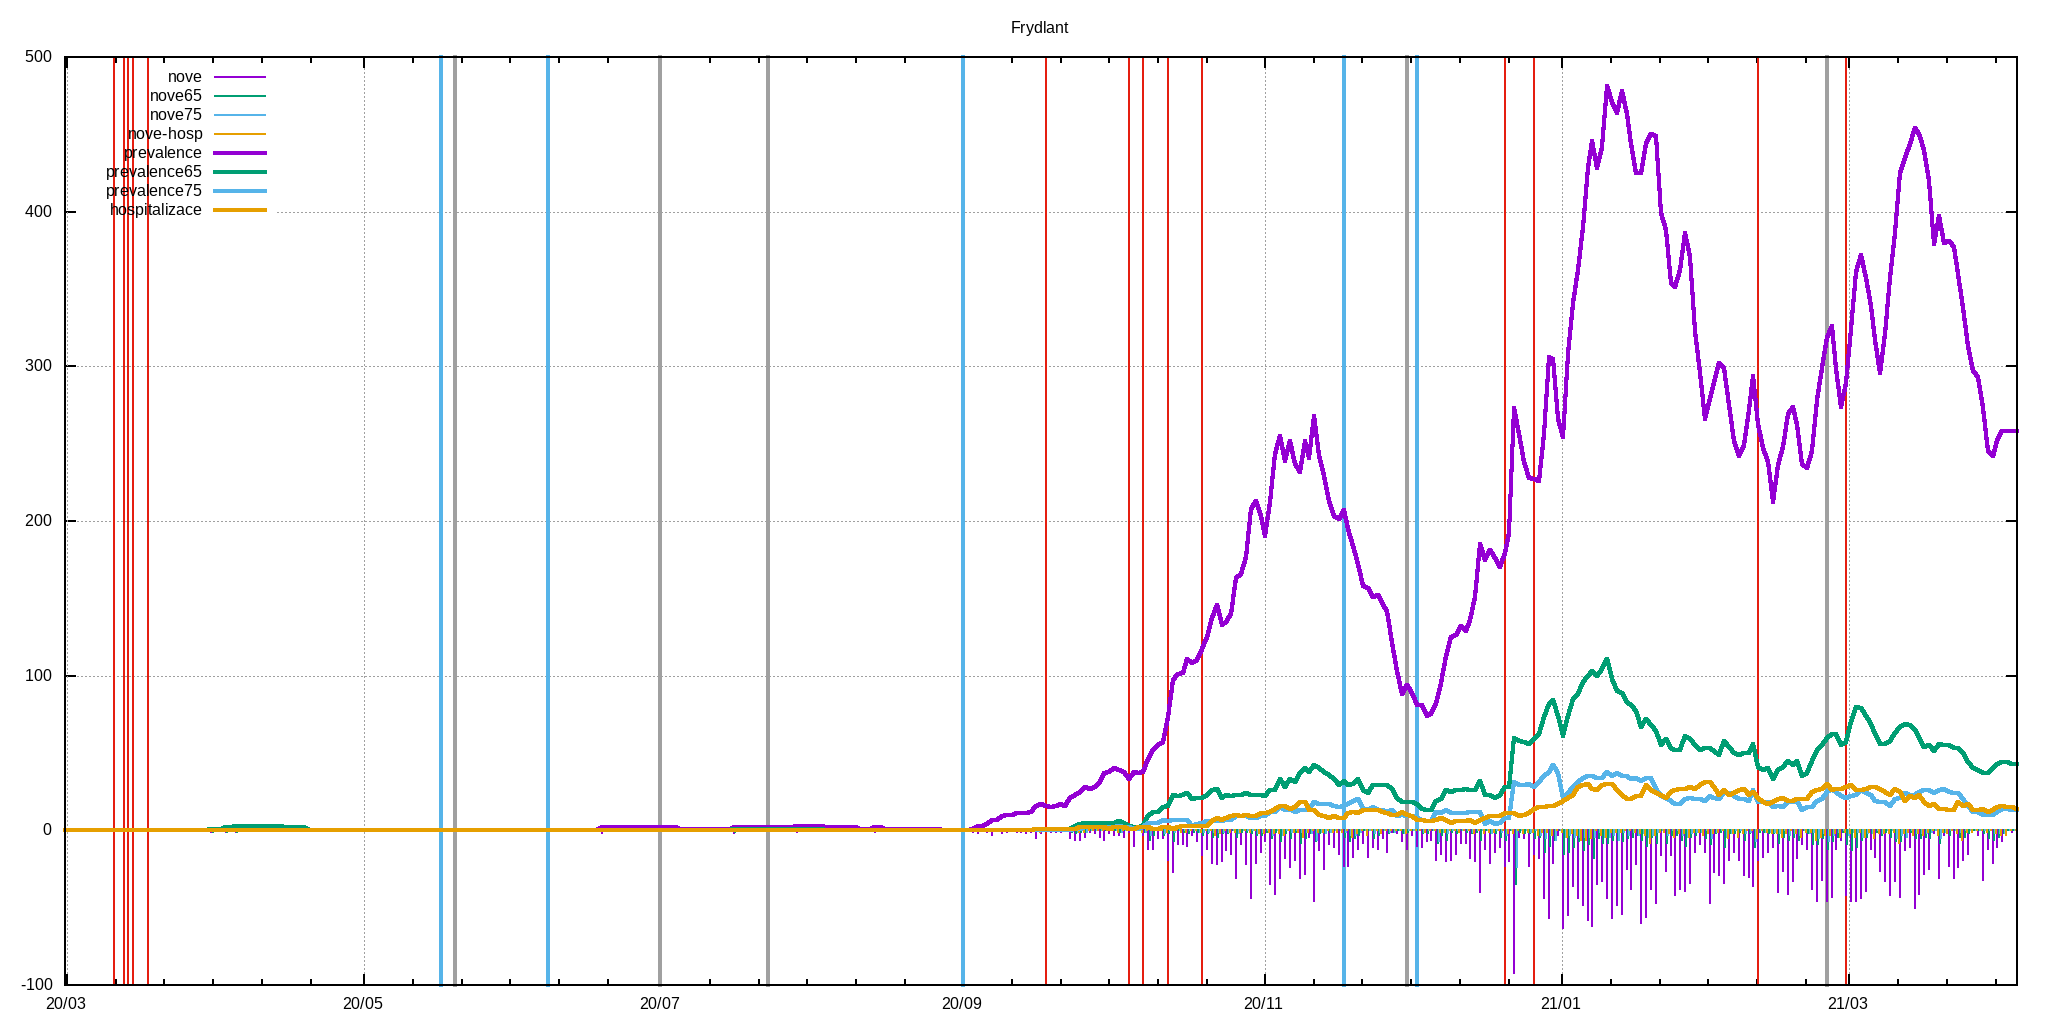 Frydlant
500
nove
nove65
nove75
nove-hosp
prevalence
prevalence65
prevalence75
hospitalizace
400
300
200
100
0
-100
20/03 20/05 20/07 20/09 20/11 21/01 21/03